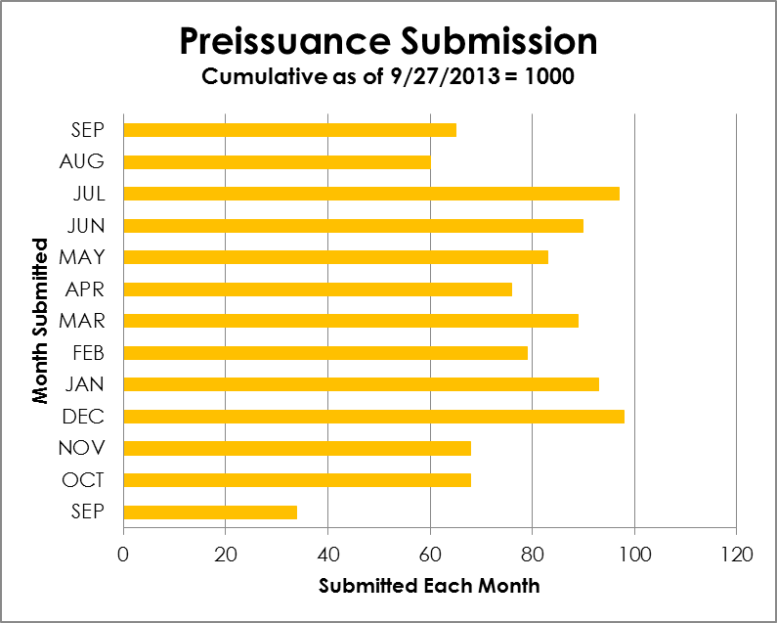 Preissuance Submission
Cumulative as of 9/27/2013 = 1000
SEP
AUG
JUL
JUN
MAY
APR
MAR
FEB
JAN
DEC
NOV
OCT
SEP
Month Submitted
0 20 40 60 80 100 120
Submitted Each Month